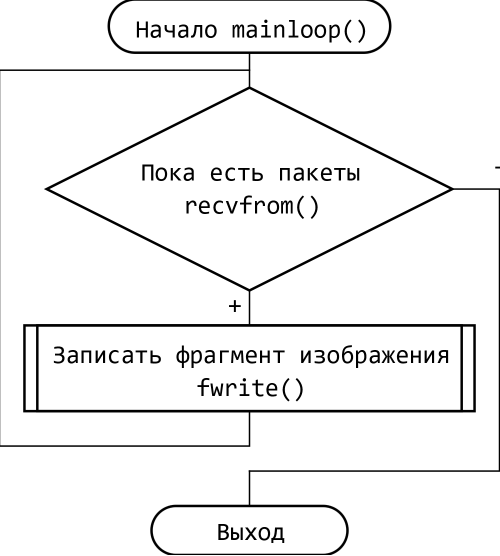 Начало mainloop()
Пока есть пакеты
recvfrom()
-
+
Записать фрагмент изображения
fwrite()
Выход